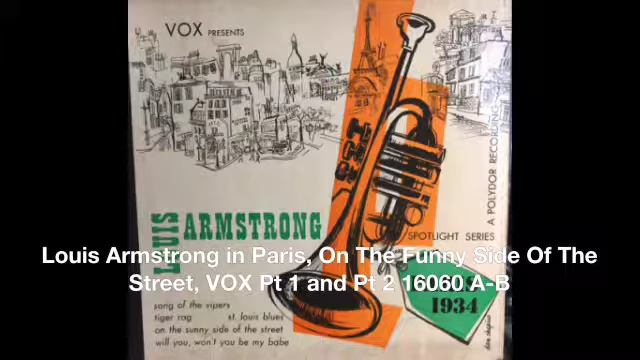 VOX PRESENTS
A POLYDOR RECORDING
LOUIS ARMSTRONG
SPOTLIGHT SERIES
Louis Armstrong in Paris, On The Funny Side Of The
Street, VOX Pt 1 and Pt 2 16060 A-B
1934
song of the vipers
tiger rag st. louis blues
on the sunny side of the street
will you, won't you be my babe